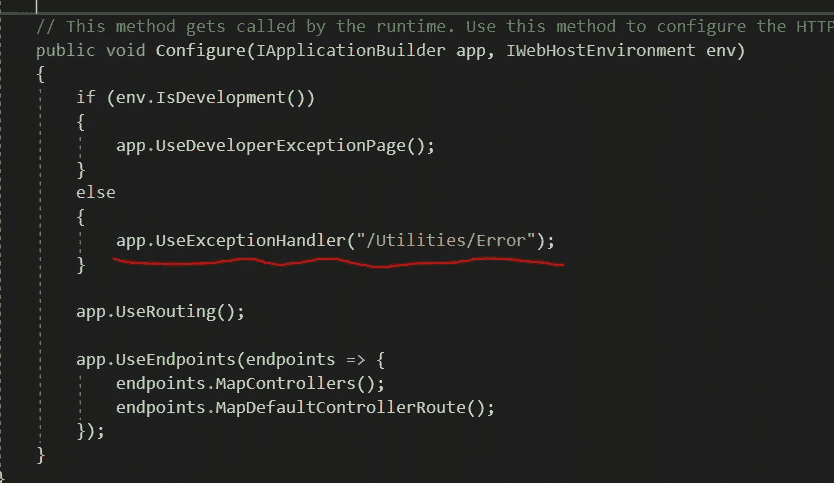 // This method gets called by the runtime. Use this method to configure the HTTP
public void Configure(IApplicationBuilder app, IWebHostEnvironment env)
{
if (env.IsDevelopment())
{
app.UseDeveloperExceptionPage();
}
else
{
app.UseExceptionHandler("/Utilities/Error");
}
app.UseRouting();
app.UseEndpoints(endpoints => {
endpoints.MapControllers();
endpoints.MapDefaultControllerRoute();
});
}
}